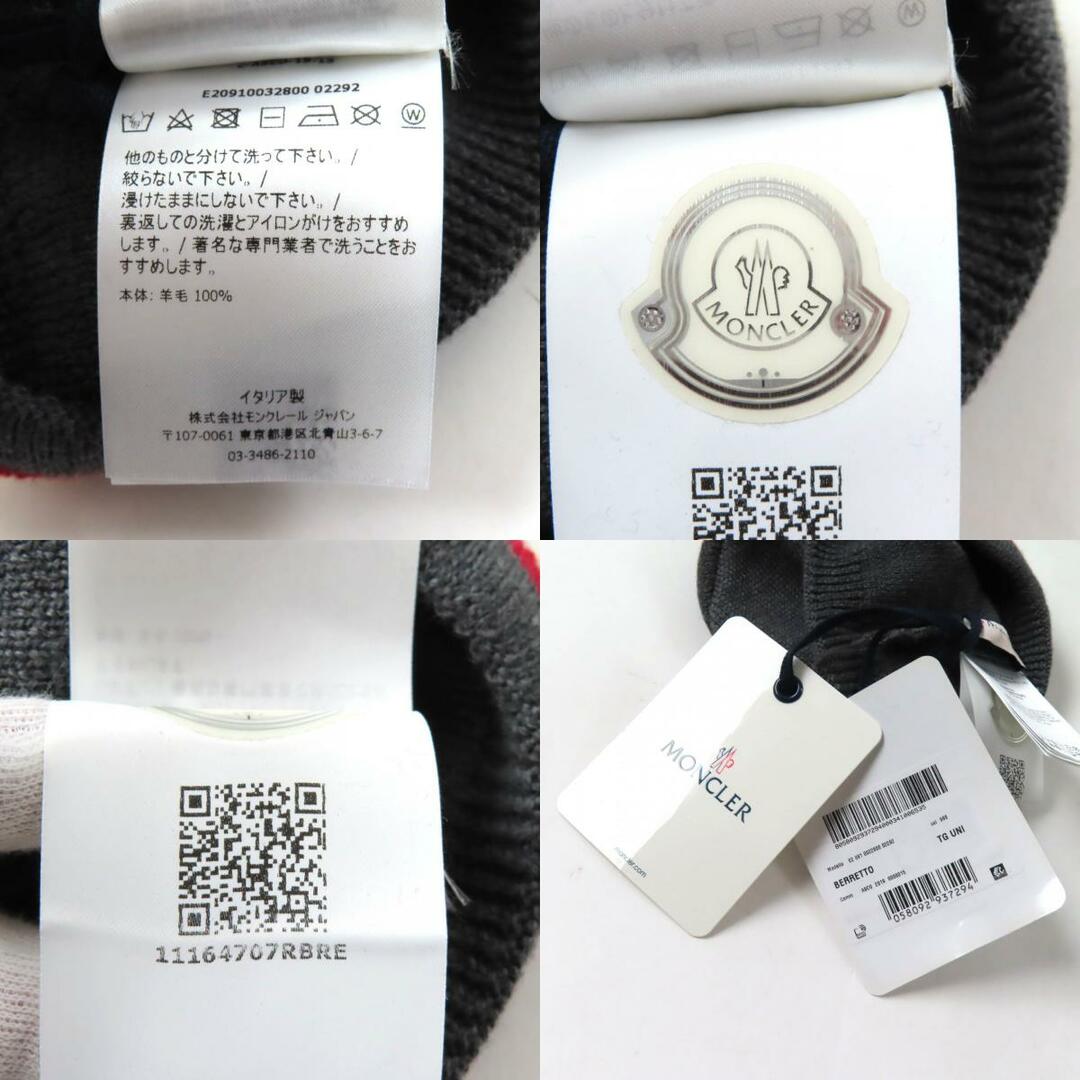 E20910032800 02292
W
他のものと分けて洗って下さい。/
絞らないで下さい。/
浸けたままにしないで下さい。/
裏返しての洗濯とアイロンがけをおすすめ
します。/ 著名な専門業者で洗うことをお
すすめします。
本体: 羊毛 100%
イタリア製
株式会社モンクレール ジャパン
〒107-0061 東京都港区北青山3-6-7
03-3486-2110
W
MONCLER
11164707RBRE
MONCLER
moncler.com
Modello
TG UNI
BERRETTO
Comm
058092 937294